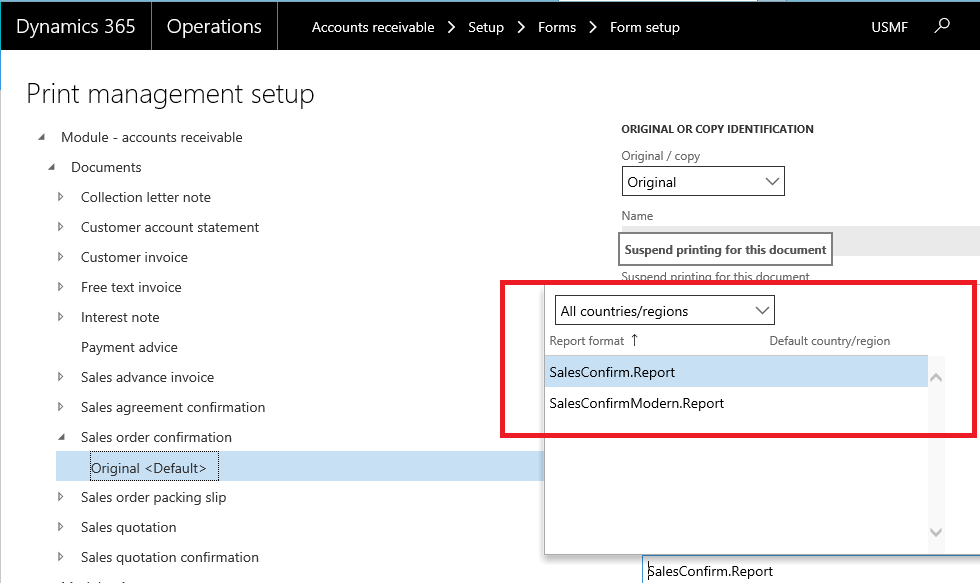 Dynamics 365 Operations Accounts receivable > Setup > Forms > Form setup USMF
Print management setup
Module - accounts receivable
Documents
Collection letter note
Customer account statement
Customer invoice
Free text invoice
Interest note
Payment advice
Sales advance invoice
Sales agreement confirmation
Sales order confirmation
Original <Default>
Sales order packing slip
Sales quotation
Sales quotation confirmation
ORIGINAL OR COPY IDENTIFICATION
Original / copy
Original
Name
Suspend printing for this document
Suspend printing for this document
All countries/regions
Report format ↑ Default country/region
SalesConfirm.Report
SalesConfirmModern.Report
SalesConfirm.Report